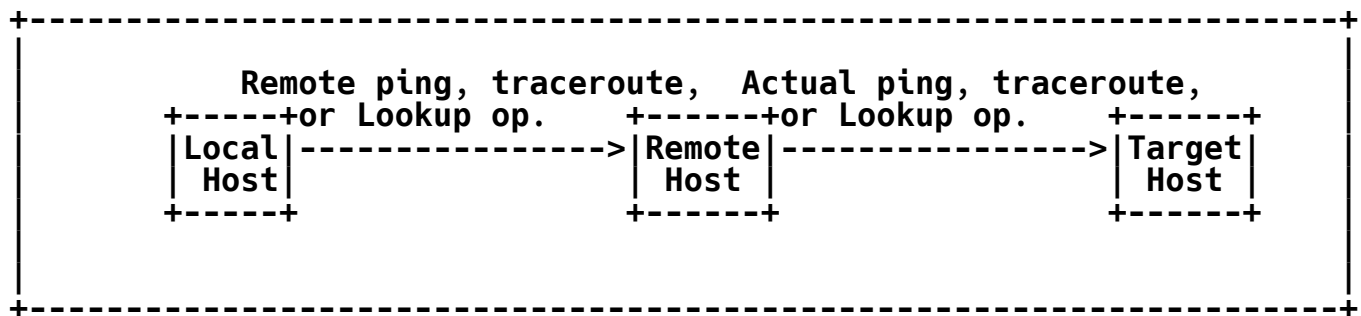 Remote ping, traceroute, Actual ping, traceroute,
or Lookup op. or Lookup op.
Local Remote Target
Host Host Host